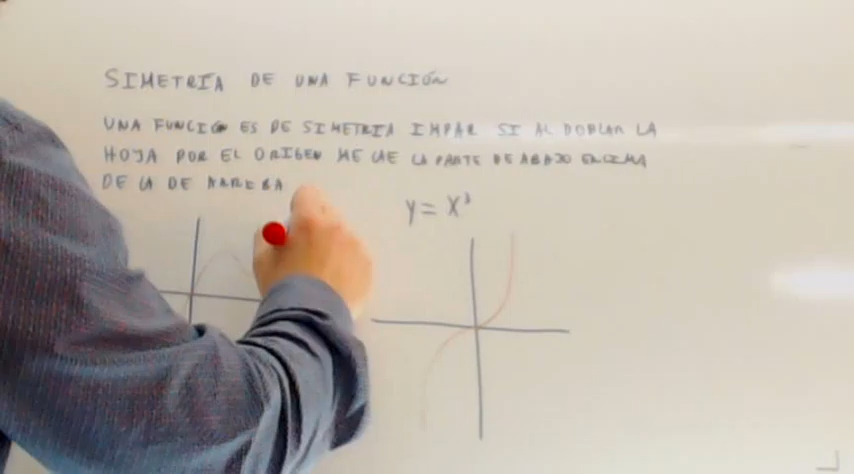 SIMETRÍA DE UNA FUNCIÓN
UNA FUNCIÓN ES DE SIMETRIA IMPAR SI AL DOBLAR LA
HOJA POR EL ORIGEN ME CAE LA PARTE DE ABAJO ENCIMA
DE LA DE ARRIBA
y = x³